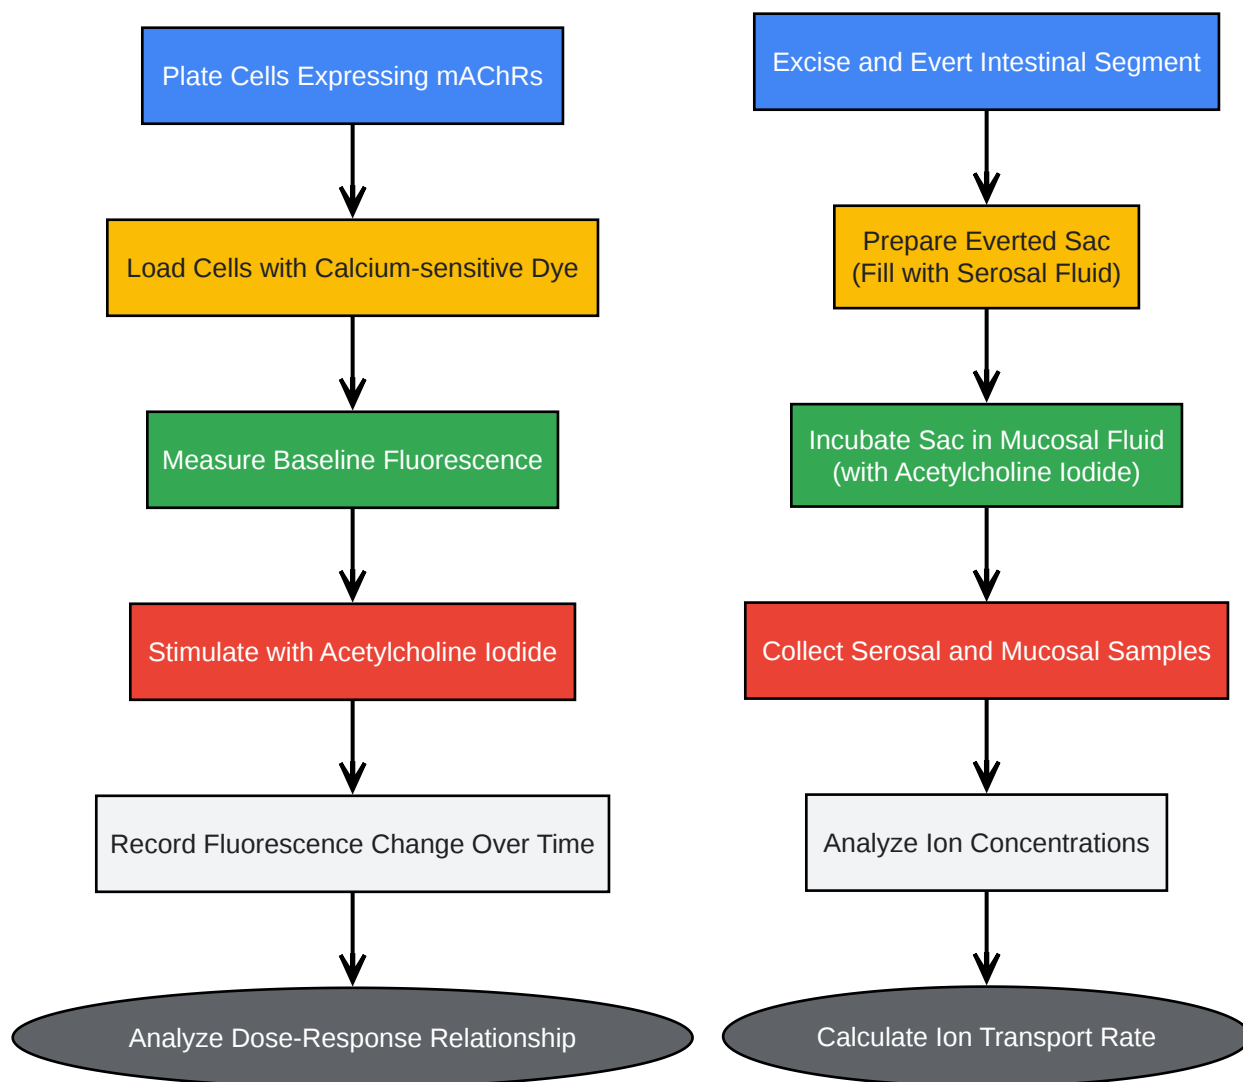 Plate Cells Expressing mAChRs
Load Cells with Calcium-sensitive Dye
Measure Baseline Fluorescence
Stimulate with Acetylcholine Iodide
Record Fluorescence Change Over Time
Analyze Dose-Response Relationship
Excise and Evert Intestinal Segment
Prepare Everted Sac
(Fill with Serosal Fluid)
Incubate Sac in Mucosal Fluid
(with Acetylcholine Iodide)
Collect Serosal and Mucosal Samples
Analyze Ion Concentrations
Calculate Ion Transport Rate